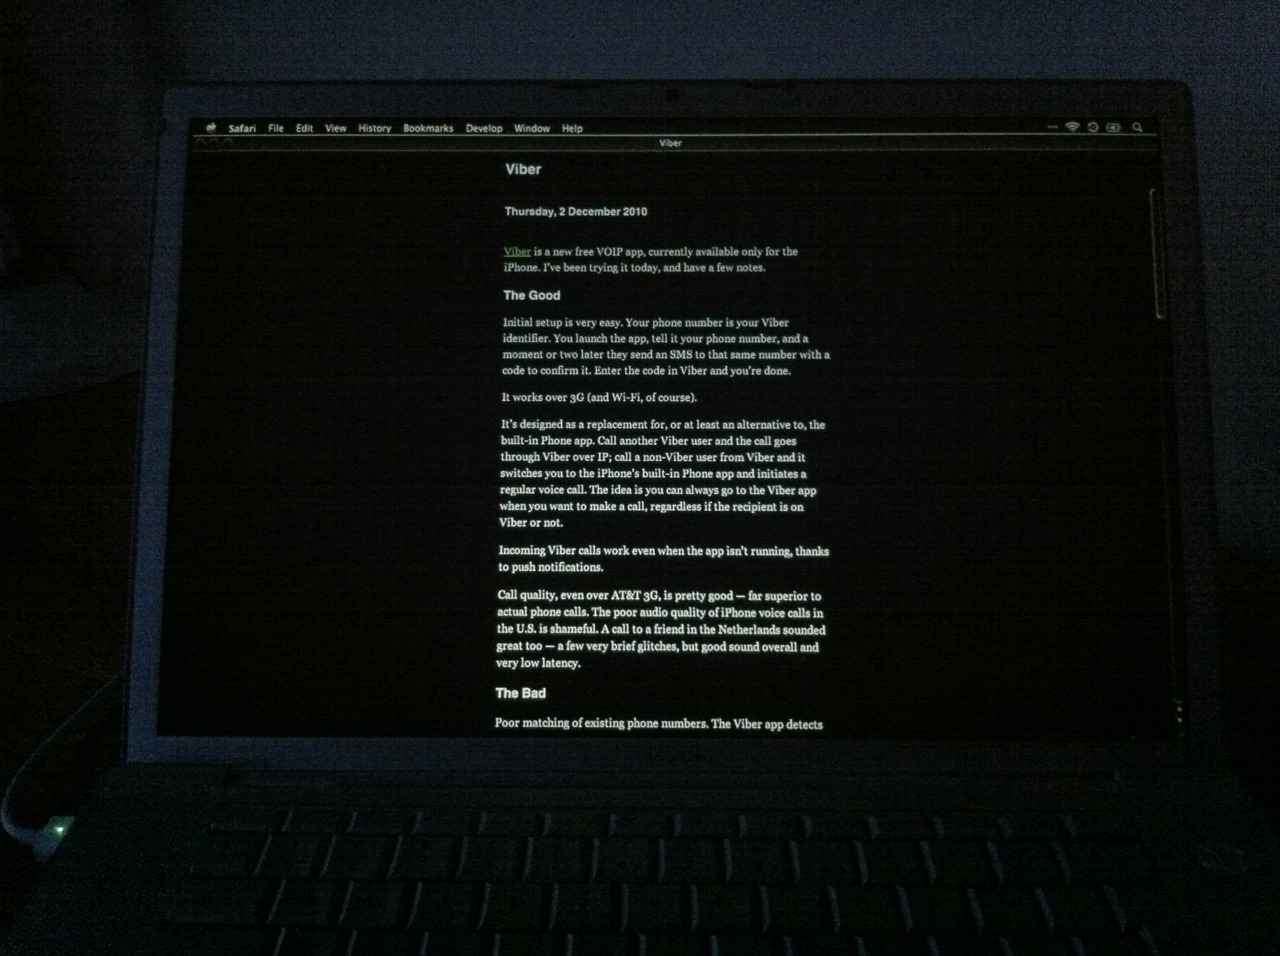 Safari File Edit View History Bookmarks Develop Window Help
Viber
Viber
Thursday, 2 December 2010
Viber is a new free VOIP app, currently available only for the
iPhone. I've been trying it today, and have a few notes.
The Good
Initial setup is very easy. Your phone number is your Viber
identifier. You launch the app, tell it your phone number, and a
moment or two later they send an SMS to that same number with a
code to confirm it. Enter the code in Viber and you're done.
It works over 3G (and Wi-Fi, of course).
It's designed as a replacement for, or at least an alternative to, the
built-in Phone app. Call another Viber user and the call goes
through Viber over IP; call a non-Viber user from Viber and it
switches you to the iPhone's built-in Phone app and initiates a
regular voice call. The idea is you can always go to the Viber app
when you want to make a call, regardless if the recipient is on
Viber or not.
Incoming Viber calls work even when the app isn't running, thanks
to push notifications.
Call quality, even over AT&T 3G, is pretty good — far superior to
actual phone calls. The poor audio quality of iPhone voice calls in
the U.S. is shameful. A call to a friend in the Netherlands sounded
great too — a few very brief glitches, but good sound overall and
very low latency.
The Bad
Poor matching of existing phone numbers. The Viber app detects